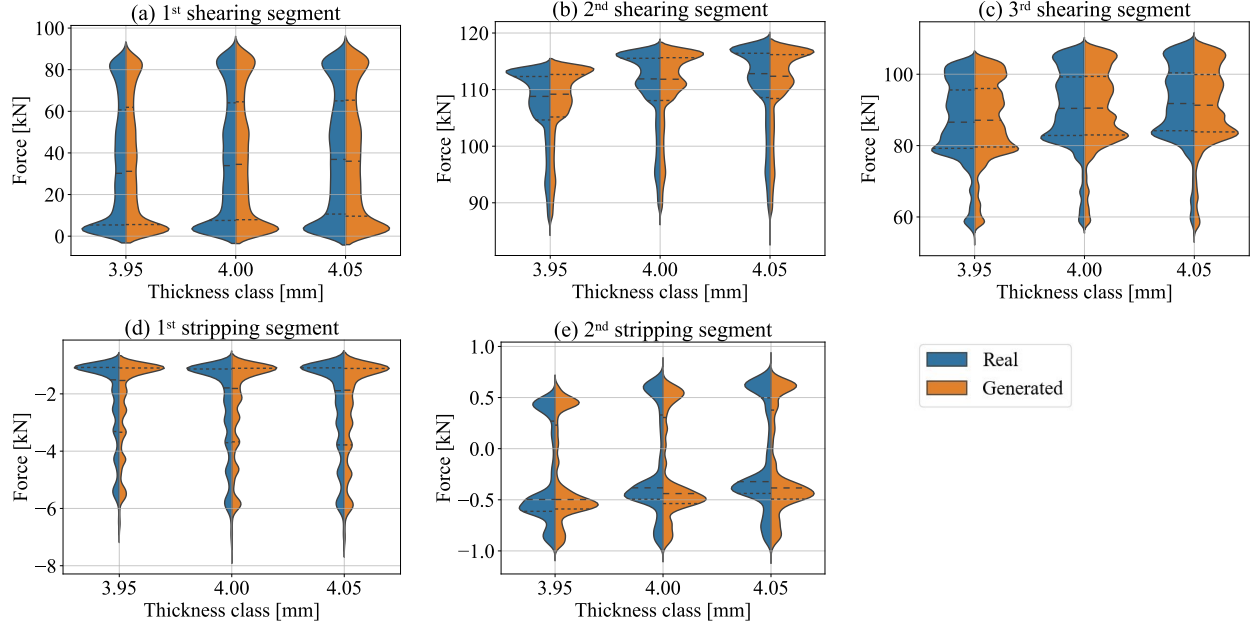 (a) 1st shearing segment
100
80
60
40
20
0
Force [kN]
3.95 4.00 4.05
Thickness class [mm]
(b) 2nd shearing segment
120
110
100
90
Force [kN]
3.95 4.00 4.05
Thickness class [mm]
(c) 3rd shearing segment
100
80
60
Force [kN]
3.95 4.00 4.05
Thickness class [mm]
(d) 1st stripping segment
−2
−4
−6
−8
Force [kN]
3.95 4.00 4.05
Thickness class [mm]
(e) 2nd stripping segment
1.0
0.5
0.0
−0.5
−1.0
Force [kN]
3.95 4.00 4.05
Thickness class [mm]
Real
Generated